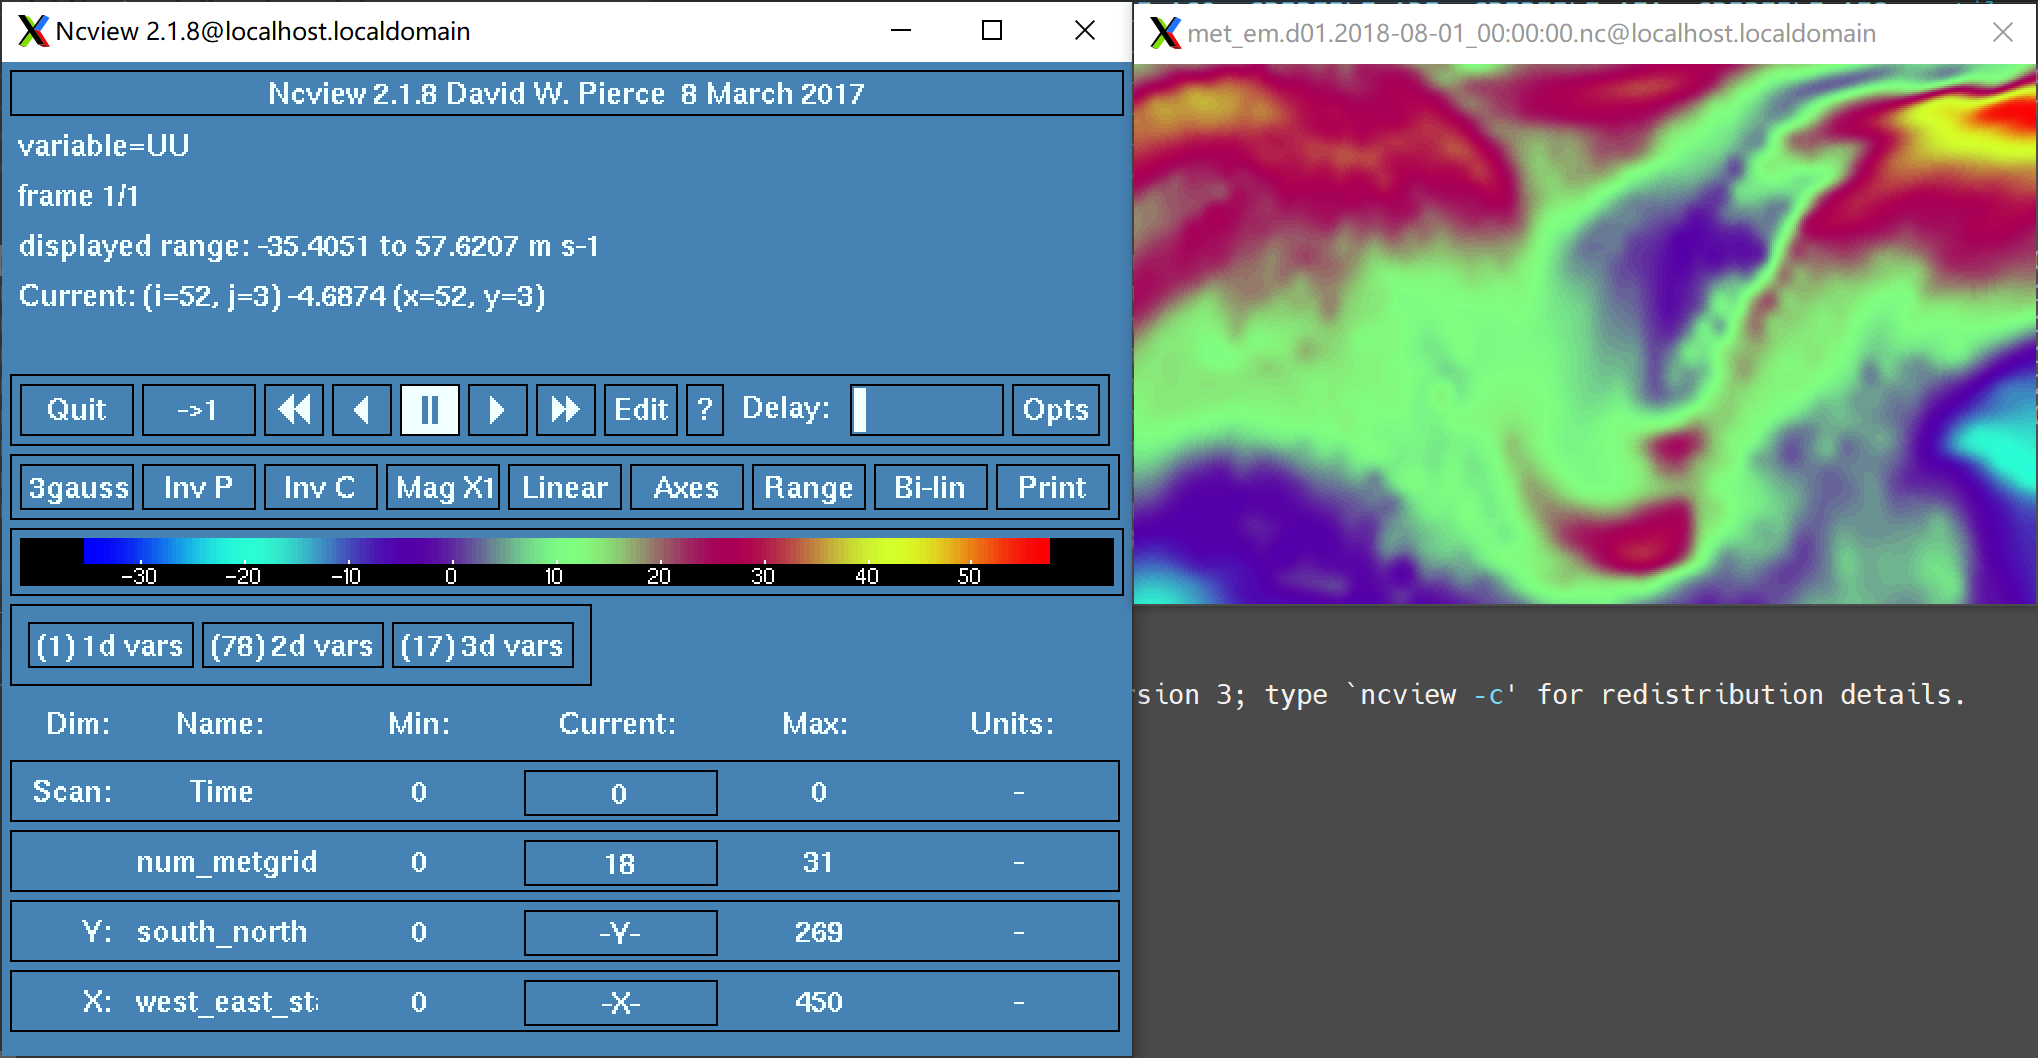 Ncview 2.1.8@localhost.localdomain
Ncview 2.1.8 David W. Pierce 8 March 2017
variable=UU
frame 1/1
displayed range: -35.4051 to 57.6207 m s-1
Current: (i=52, j=3) -4.6874 (x=52, y=3)
Quit ->1 Edit ? Delay: Opts
3gauss Inv P Inv C Mag X1 Linear Axes Range Bi-lin Print
-30 -20 -10 0 10 20 30 40 50
(1) 1d vars (78) 2d vars (17) 3d vars
Dim: Name: Min: Current: Max: Units:
Scan: Time 0 0 0 -
num_metgrid 0 18 31 -
Y: south_north 0 -Y- 269 -
X: west_east_sta 0 -X- 450 -
met_em.d01.2018-08-01_00:00:00.nc@localhost.localdomain
sion 3; type `ncview -c' for redistribution details.